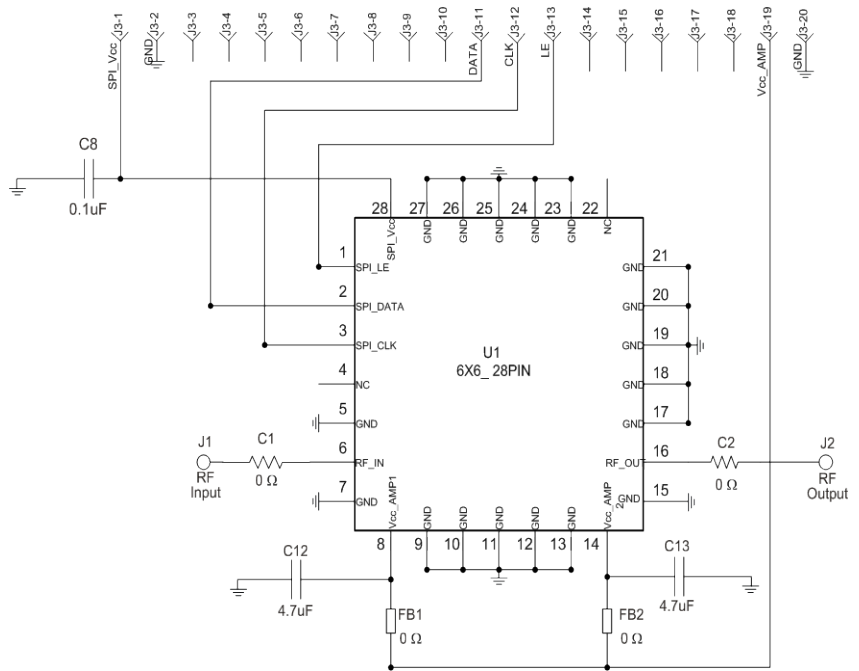 J3-1
J3-2
J3-3
J3-4
J3-5
J3-6
J3-7
J3-8
J3-9
J3-10
J3-11
J3-12
J3-13
J3-14
J3-15
J3-16
J3-17
J3-18
J3-19
J3-20
SPI_Vcc
GND
DATA
CLK
LE
Vcc_AMP
GND
C8
0.1uF
28
27
26
25
24
23
22
SPI_Vcc
GND
GND
GND
GND
GND
NC
1
SPI_LE
2
SPI_DATA
3
SPI_CLK
4
NC
5
GND
6
RF_IN
7
GND
U1
6X6_28PIN
21
GND
20
GND
19
GND
18
GND
17
GND
16
RF_OUT
15
GND
J1
RF
Input
C1
0 Ω
C2
0 Ω
J2
RF
Output
Vcc_AMP1
GND
GND
GND
GND
GND
Vcc_AMP
2
8
9
10
11
12
13
14
C12
4.7uF
C13
4.7uF
FB1
0 Ω
FB2
0 Ω